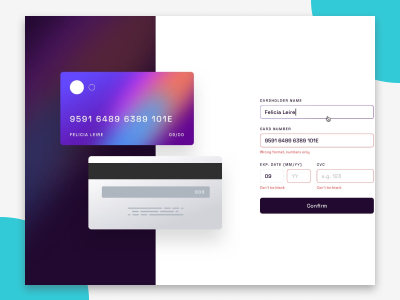 9591 6489 6389 101E
FELICIA LEIRE
00/00
000
CARDHOLDER NAME
Felicia Leire
CARD NUMBER
9591 6489 6389 101E
Wrong format, numbers only
EXP. DATE (MM/YY)
CVC
09
YY
e.g. 123
Can't be blank
Can't be blank
Confirm